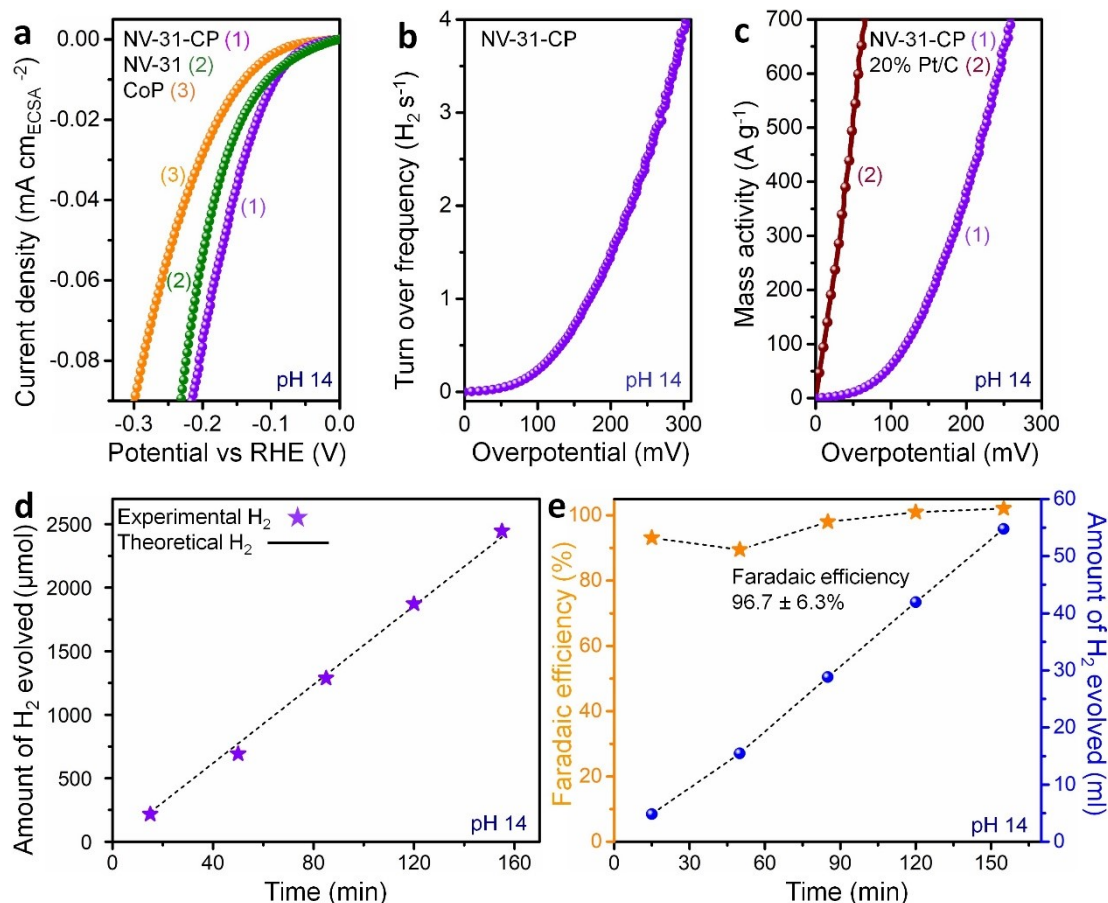 a
NV-31-CP (1)
NV-31 (2)
CoP (3)
(3)
(1)
(2)
pH 14
0.00
-0.02
-0.04
-0.06
-0.08
-0.3 -0.2 -0.1 0.0
Current density (mA cm_ECSA^-2)
Potential vs RHE (V)
b
NV-31-CP
pH 14
4
3
2
1
0
0 100 200 300
Turn over frequency (H₂ s⁻¹)
Overpotential (mV)
c
NV-31-CP (1)
20% Pt/C (2)
(2)
(1)
pH 14
700
600
500
400
300
200
100
0
0 100 200 300
Mass activity (A g⁻¹)
Overpotential (mV)
d
Experimental H₂
Theoretical H₂
pH 14
2500
2000
1500
1000
500
0
0 40 80 120 160
Amount of H₂ evolved (µmol)
Time (min)
e
Faradaic efficiency
96.7 ± 6.3%
pH 14
100
80
60
40
20
0
60
50
40
30
20
10
0
0 30 60 90 120 150
Faradaic efficiency (%)
Amount of H₂ evolved (ml)
Time (min)